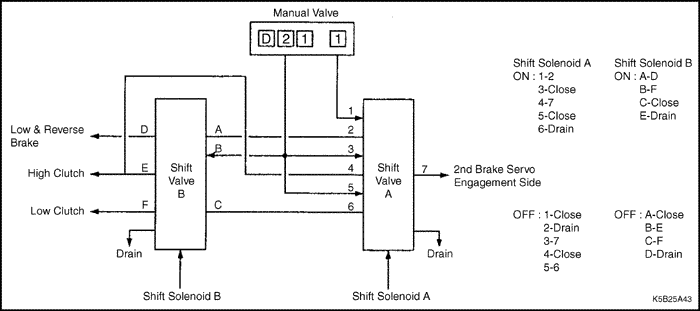 Manual Valve
D 2 1 1
Shift Solenoid A
ON : 1-2
3-Close
4-7
5-Close
6-Drain
Shift Solenoid B
ON : A-D
B-F
C-Close
E-Drain
Low & Reverse
Brake
High Clutch
Low Clutch
D
E
F
Shift
Valve
B
A
B
C
1
2
3
4
5
6
Shift
Valve
A
7
2nd Brake Servo
Engagement Side
Drain
Drain
Shift Solenoid B
Shift Solenoid A
OFF : 1-Close
2-Drain
3-7
4-Close
5-6
OFF : A-Close
B-E
C-F
D-Drain
K5B25A43